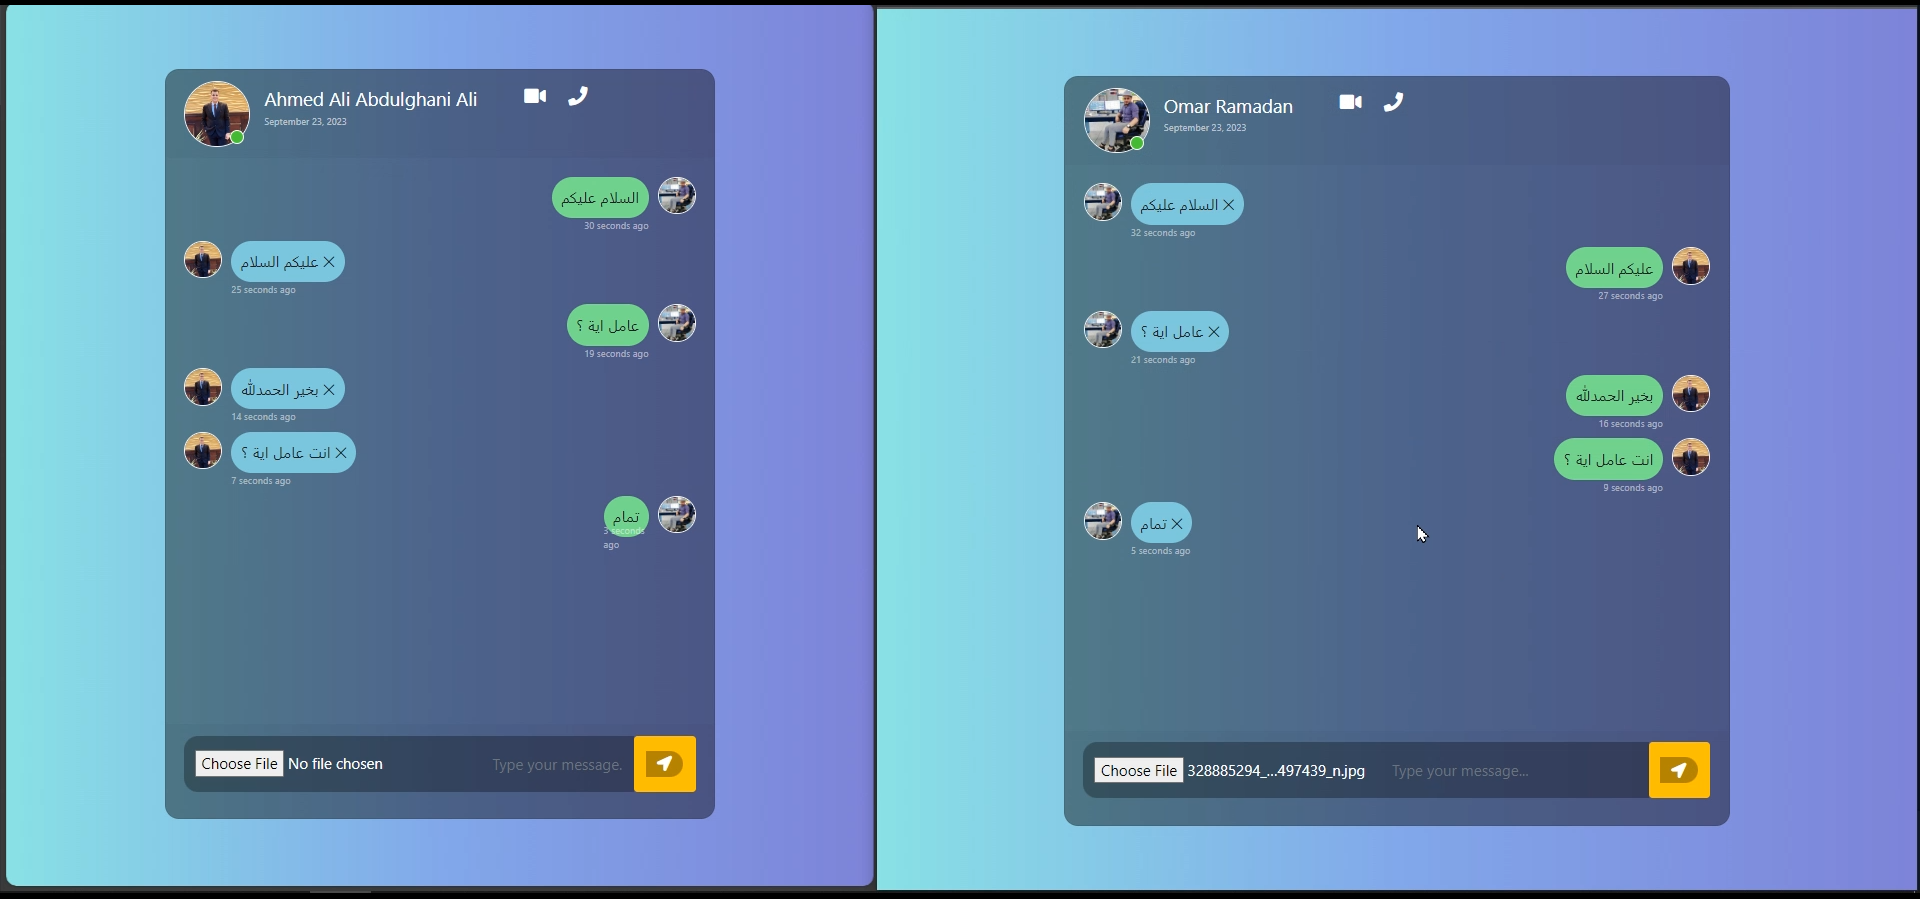 Ahmed Ali Abdulghani Ali
September 23, 2023
السلام عليكم
30 seconds ago
عليكم السلام
25 seconds ago
عامل اية ؟
19 seconds ago
بخير الحمدلله
14 seconds ago
انت عامل اية ؟
7 seconds ago
تمام
3 seconds
ago
Choose File No file chosen
Type your message.
Omar Ramadan
September 23, 2023
السلام عليكم
32 seconds ago
عليكم السلام
27 seconds ago
عامل اية ؟
21 seconds ago
بخير الحمدلله
16 seconds ago
انت عامل اية ؟
9 seconds ago
تمام
5 seconds ago
Choose File 328885294_...497439_n.jpg
Type your message...